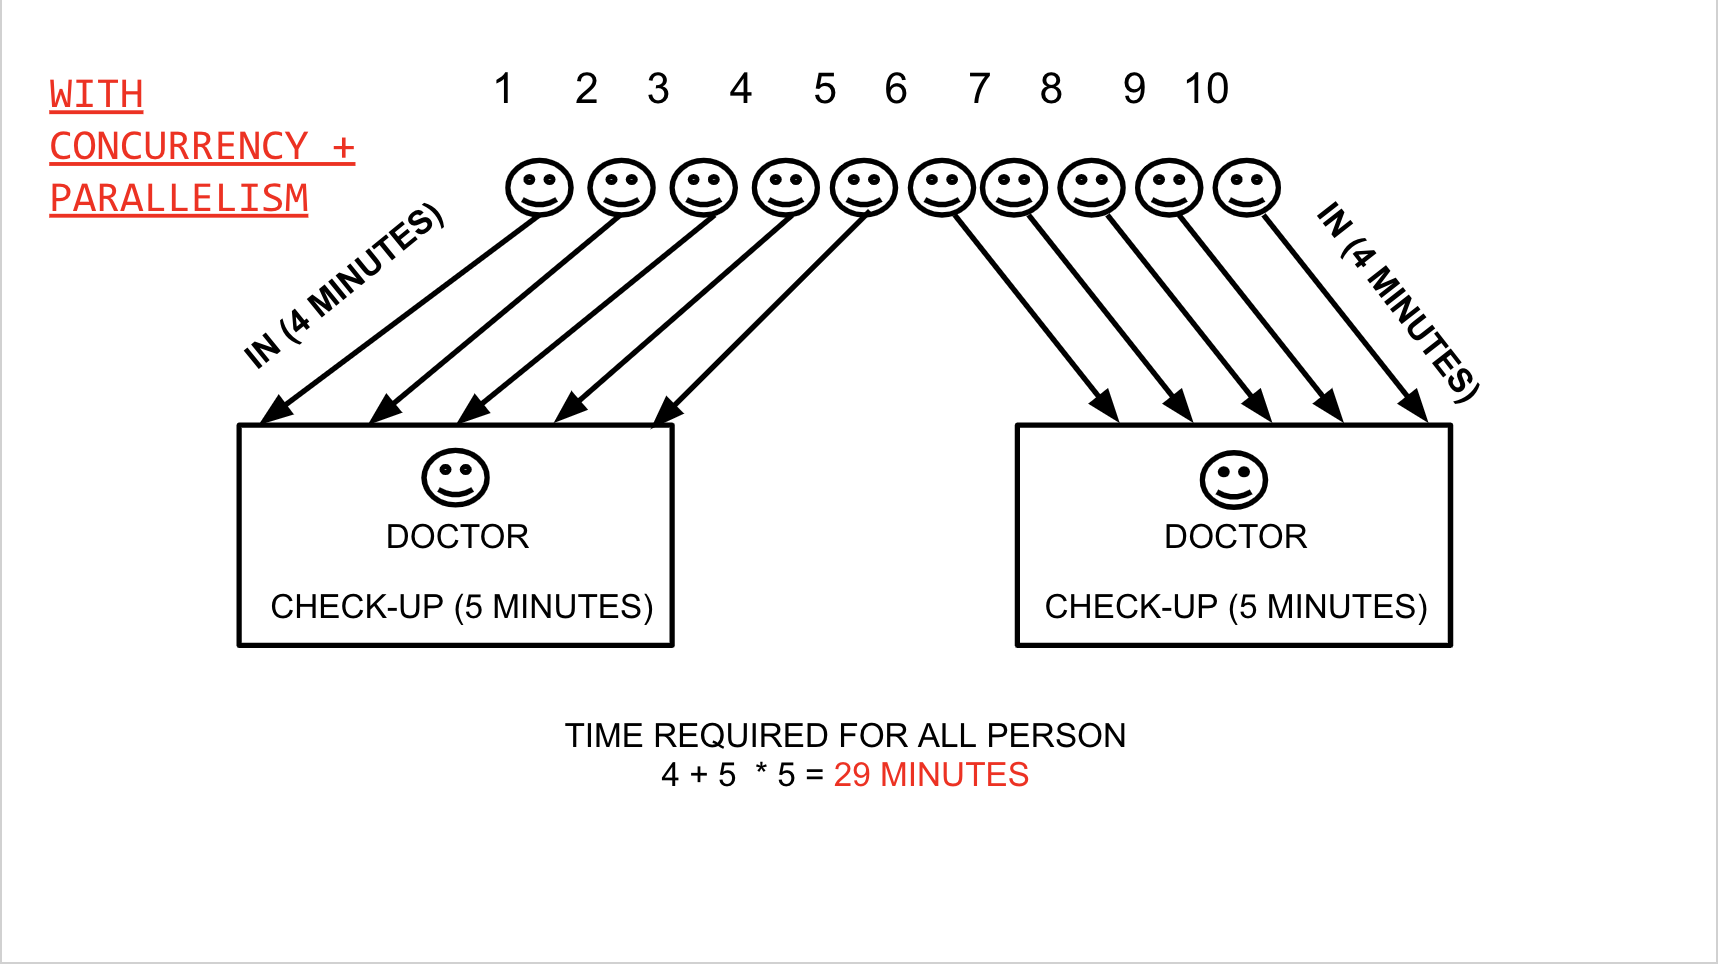 WITH
CONCURRENCY +
PARALLELISM
1 2 3 4 5 6 7 8 9 10
IN (4 MINUTES)
IN (4 MINUTES)
DOCTOR
CHECK-UP (5 MINUTES)
DOCTOR
CHECK-UP (5 MINUTES)
TIME REQUIRED FOR ALL PERSON
4 + 5 * 5 = 29 MINUTES